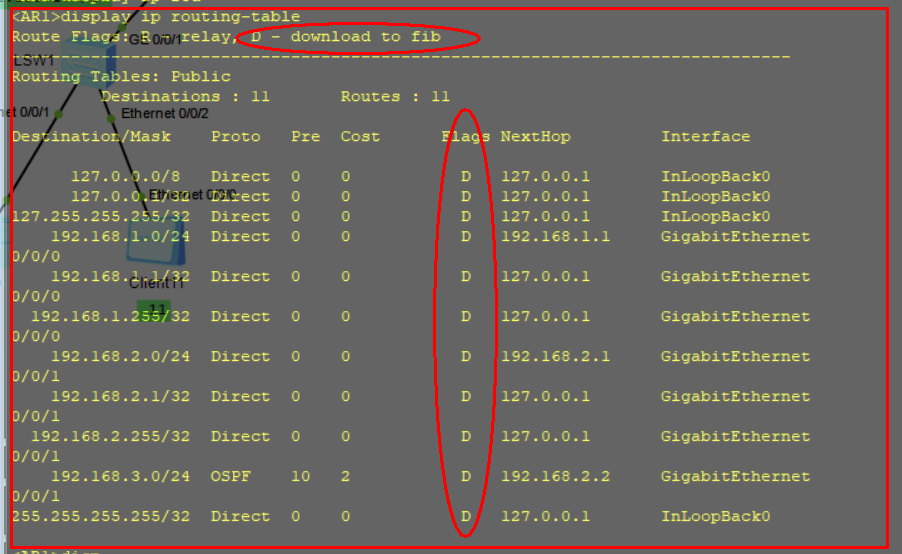 <AR1>display ip routing-table
Route Flags: R - relay, D - download to fib
GE 0/0/1
LSW1
Routing Tables: Public
Destinations : 11 Routes : 11
Ethernet 0/0/2
Destination/Mask Proto Pre Cost Flags NextHop Interface
127.0.0.0/8 Direct 0 0 D 127.0.0.1 InLoopBack0
127.0.0.1/32 Direct 0 0 D 127.0.0.1 InLoopBack0
Ethernet 0/0/0
127.255.255.255/32 Direct 0 0 D 127.0.0.1 InLoopBack0
192.168.1.0/24 Direct 0 0 D 192.168.1.1 GigabitEthernet
0/0/0
192.168.1.1/32 Direct 0 0 D 127.0.0.1 GigabitEthernet
0/0/0
Client11
192.168.1.255/32 Direct 0 0 D 127.0.0.1 GigabitEthernet
11
0/0/0
192.168.2.0/24 Direct 0 0 D 192.168.2.1 GigabitEthernet
0/0/1
192.168.2.1/32 Direct 0 0 D 127.0.0.1 GigabitEthernet
0/0/1
192.168.2.255/32 Direct 0 0 D 127.0.0.1 GigabitEthernet
0/0/1
192.168.3.0/24 OSPF 10 2 D 192.168.2.2 GigabitEthernet
0/0/1
255.255.255.255/32 Direct 0 0 D 127.0.0.1 InLoopBack0